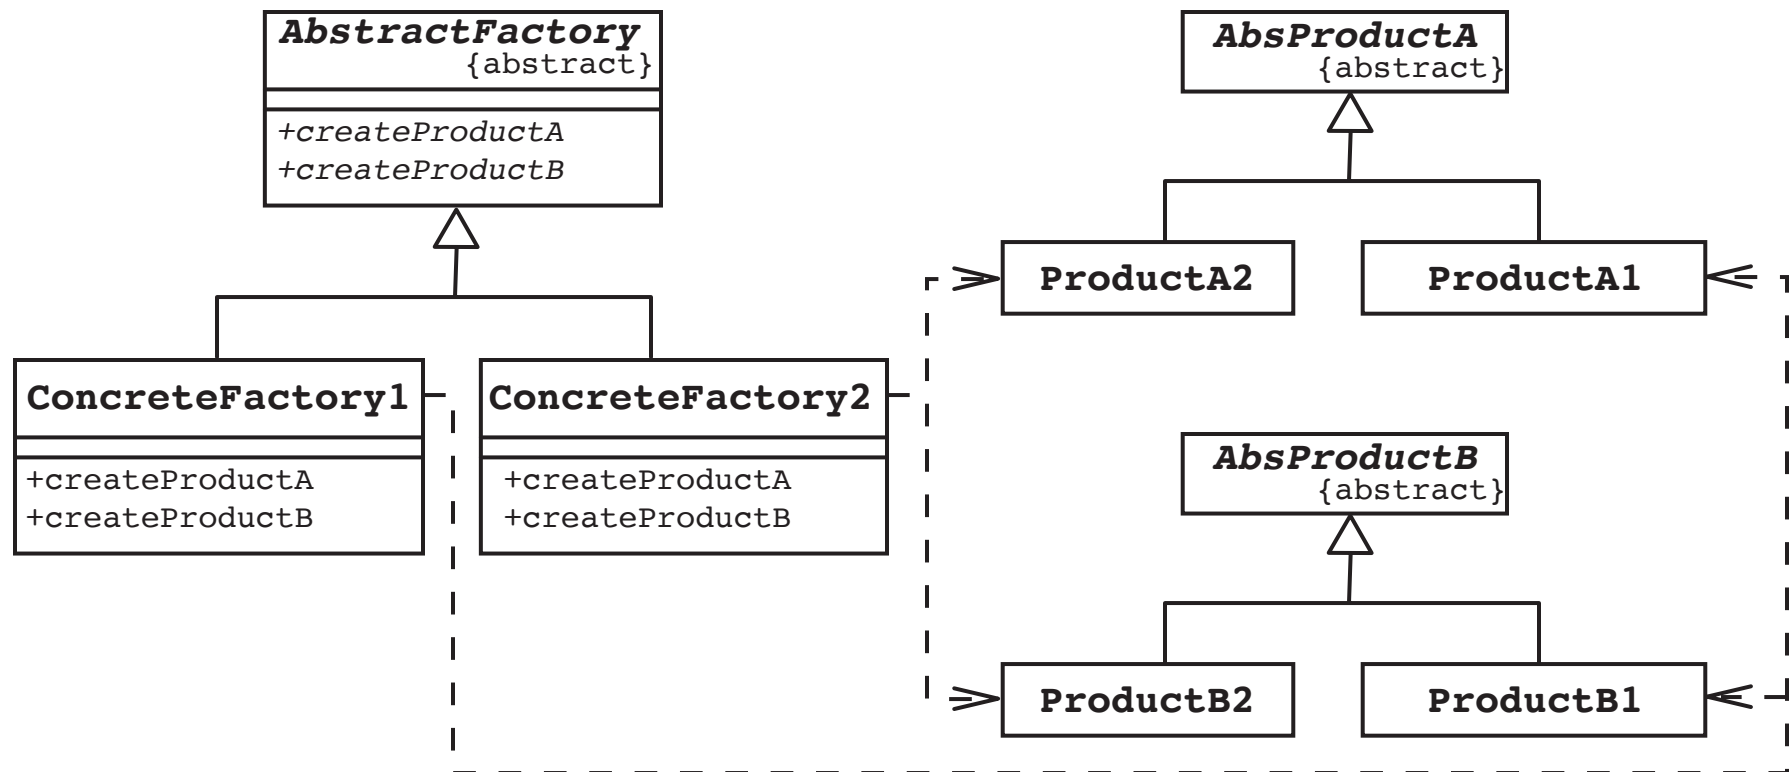 AbstractFactory
{abstract}
+createProductA
+createProductB
AbsProductA
{abstract}
ProductA2
ProductA1
ConcreteFactory1
+createProductA
+createProductB
ConcreteFactory2
+createProductA
+createProductB
AbsProductB
{abstract}
ProductB2
ProductB1